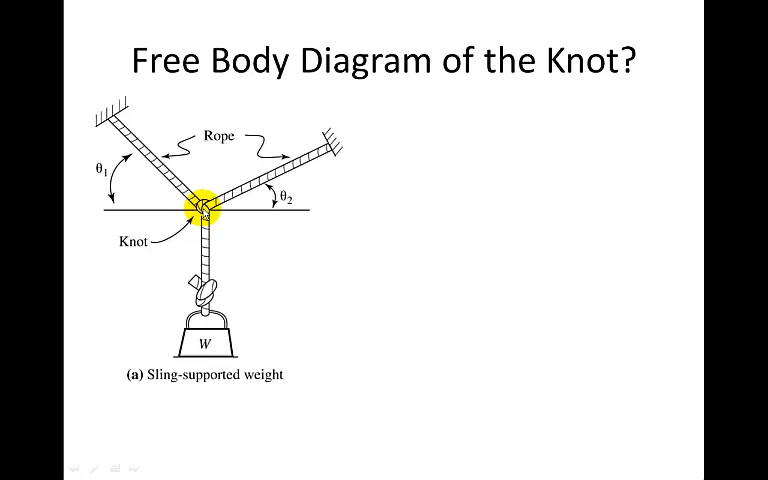 Free Body Diagram of the Knot?
Rope
θ1
θ2
Knot
W
(a) Sling-supported weight